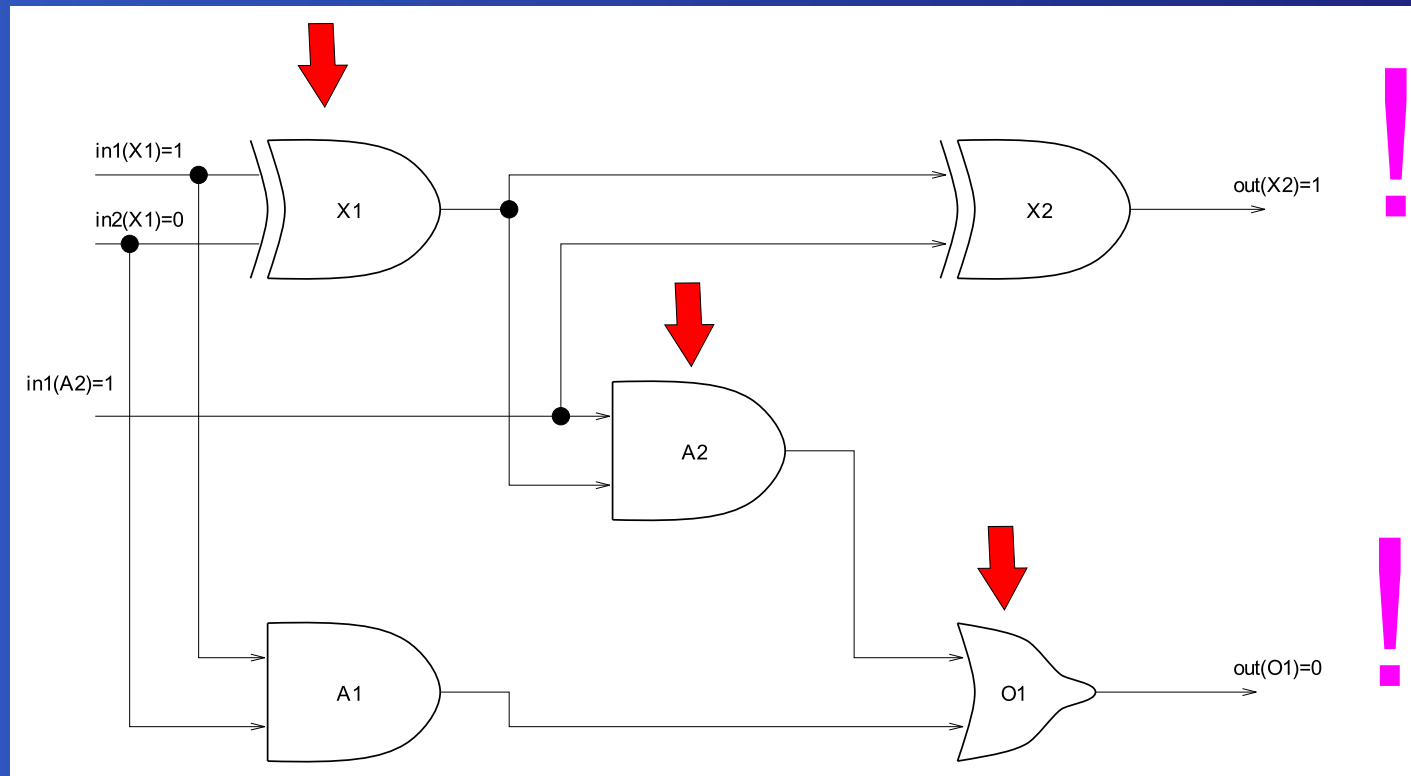 in1(X1)=1
in2(X1)=0
X1
X2
out(X2)=1
!
in1(A2)=1
A2
A1
O1
out(O1)=0
!